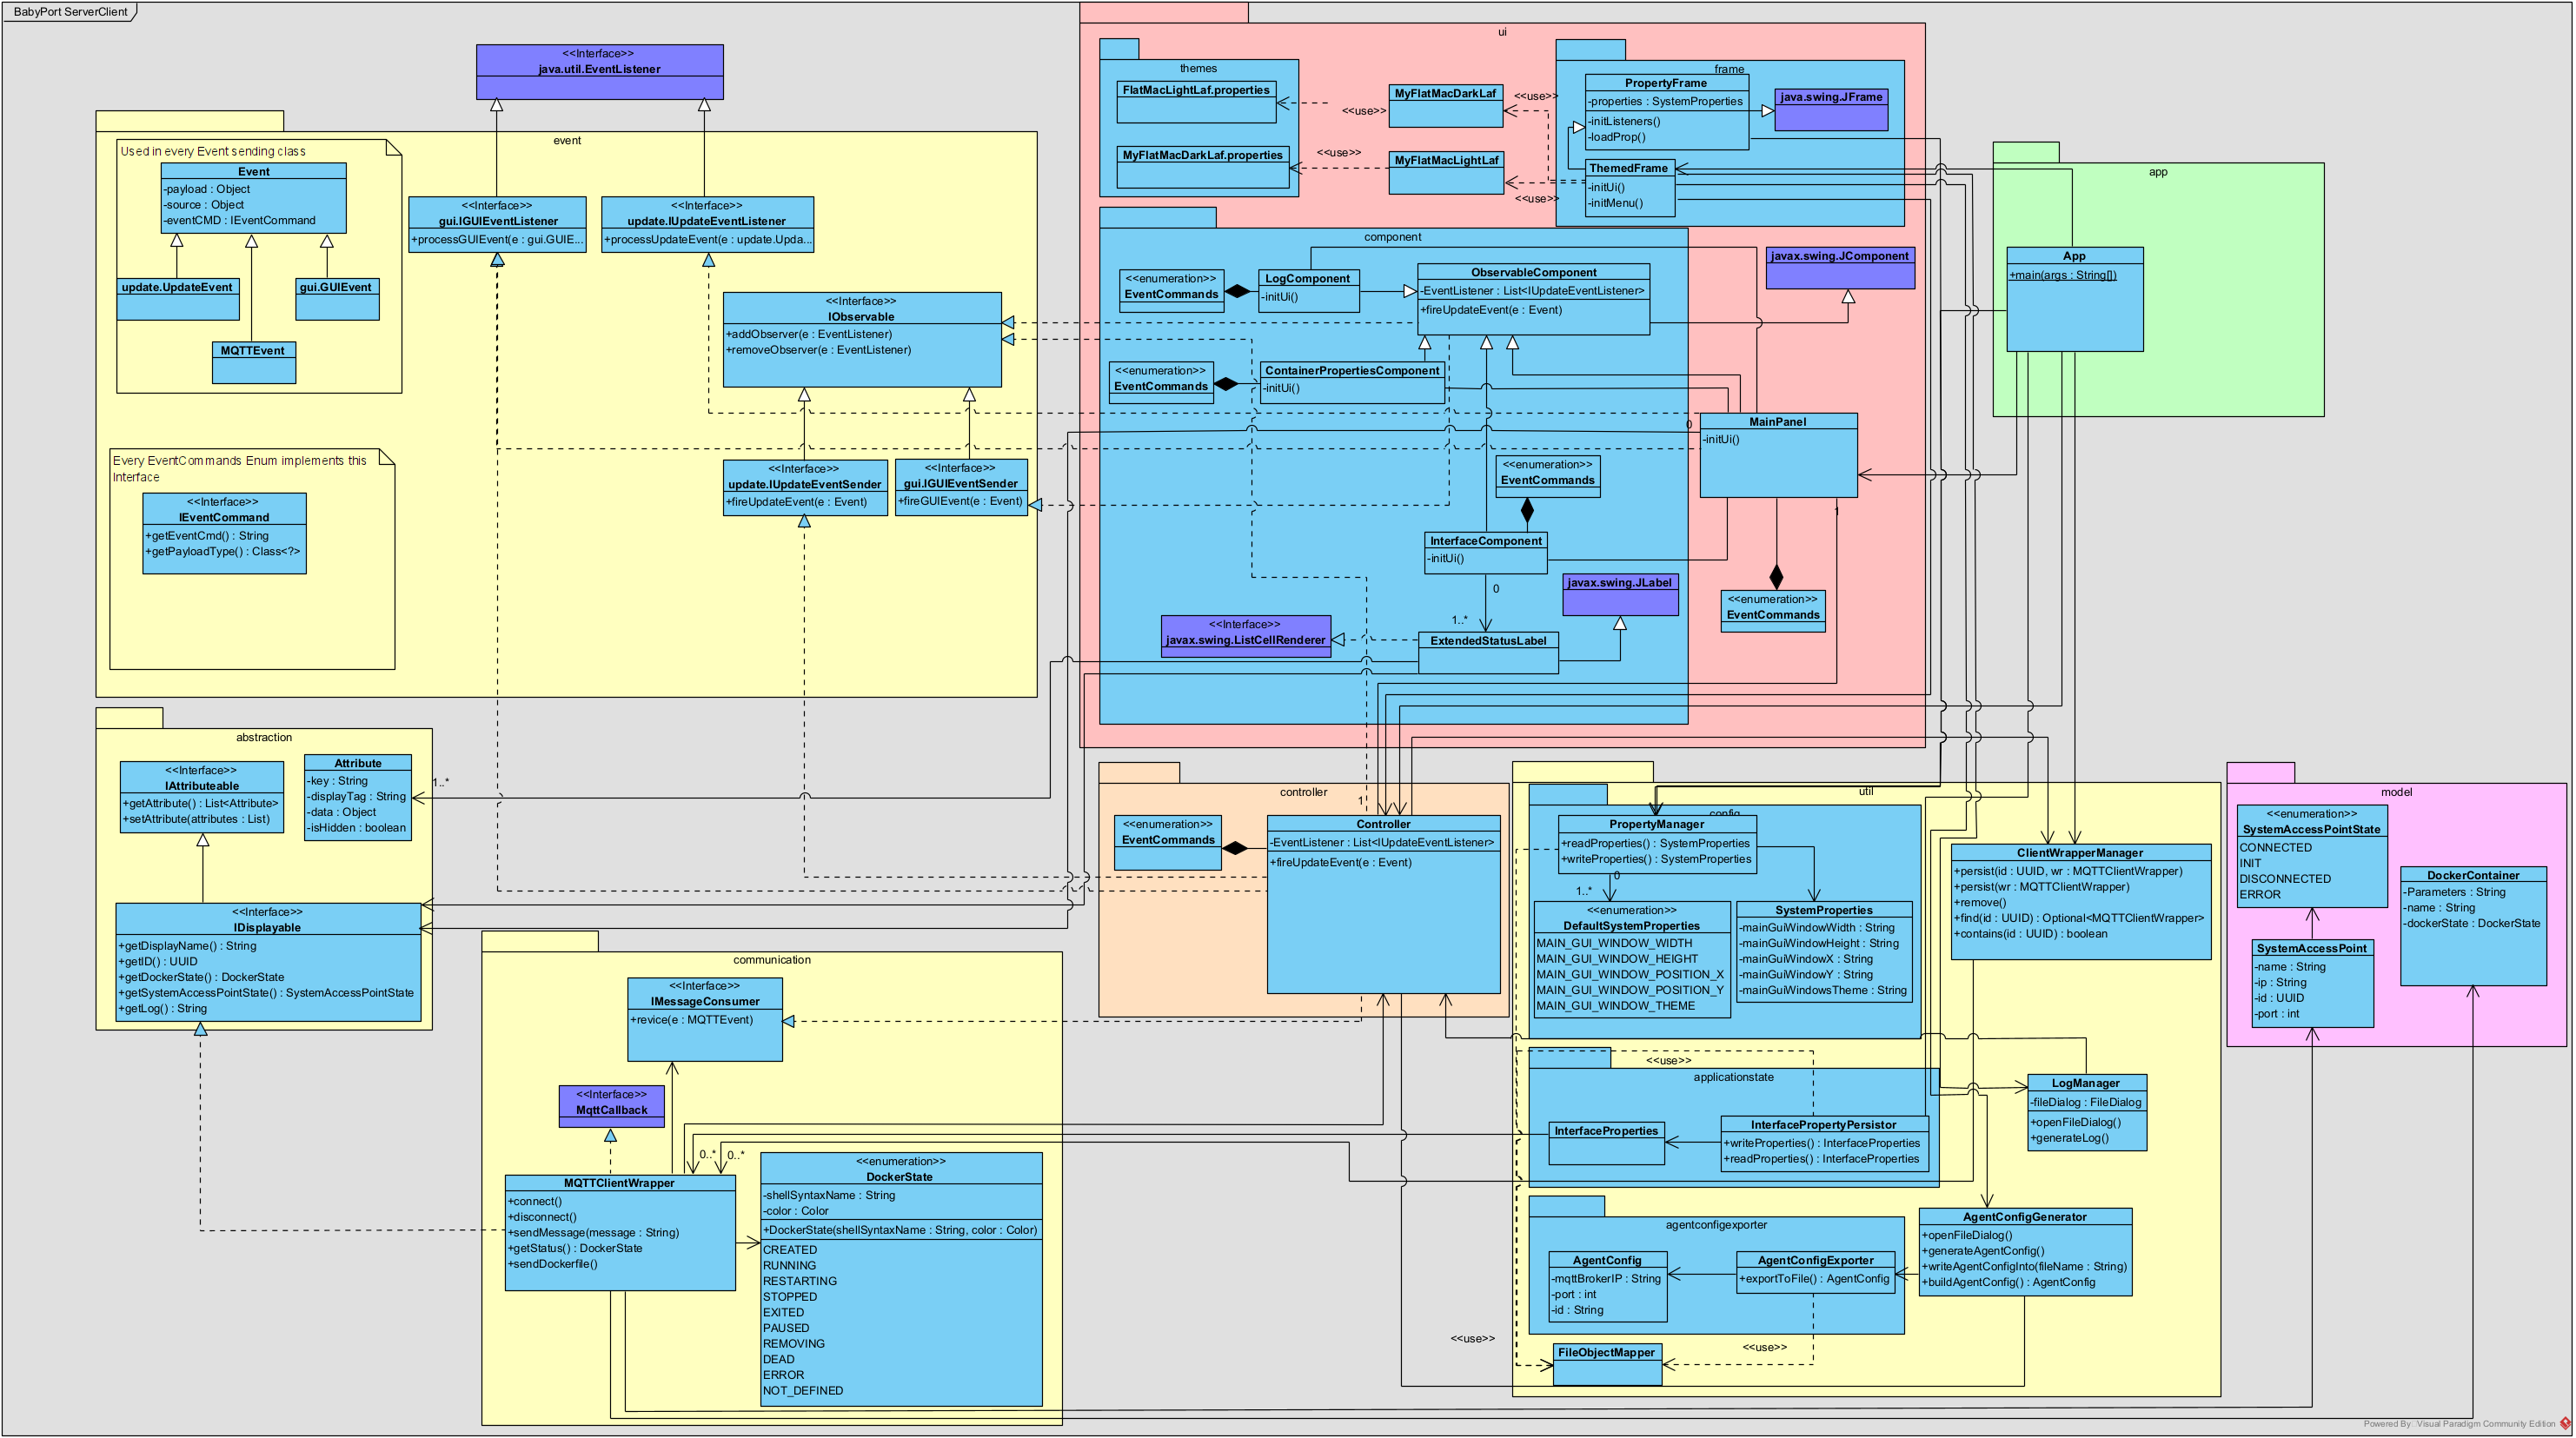 BabyPort ServerClient
<<Interface>>
java.util.EventListener
event
Used in every Event sending class
Event
-payload : Object
-source : Object
-eventCMD : IEventCommand
update.UpdateEvent
gui.GUIEvent
MQTTEvent
<<Interface>>
gui.IGUIEventListener
+processGUIEvent(e : gui.GUIE...
<<Interface>>
update.IUpdateEventListener
+processUpdateEvent(e : update.Upda...
<<Interface>>
IObservable
+addObserver(e : EventListener)
+removeObserver(e : EventListener)
Every EventCommands Enum implements this
Interface
<<Interface>>
IEventCommand
+getEventCmd() : String
+getPayloadType() : Class<?>
<<Interface>>
update.IUpdateEventSender
+fireUpdateEvent(e : Event)
<<Interface>>
gui.IGUIEventSender
+fireGUIEvent(e : Event)
ui
themes
FlatMacLightLaf.properties
MyFlatMacDarkLaf.properties
<<use>>
<<use>>
MyFlatMacDarkLaf
MyFlatMacLightLaf
<<use>>
<<use>>
frame
PropertyFrame
-properties : SystemProperties
-initListeners()
-loadProp()
java.swing.JFrame
ThemedFrame
-initUi()
-initMenu()
component
<<enumeration>>
EventCommands
LogComponent
-initUi()
ObservableComponent
-EventListener : List<IUpdateEventListener>
+fireUpdateEvent(e : Event)
javax.swing.JComponent
<<enumeration>>
EventCommands
ContainerPropertiesComponent
-initUi()
0
MainPanel
-initUi()
1
<<enumeration>>
EventCommands
InterfaceComponent
-initUi()
0
1..*
javax.swing.JLabel
<<enumeration>>
EventCommands
<<Interface>>
javax.swing.ListCellRenderer
ExtendedStatusLabel
app
App
+main(args : String[])
abstraction
<<Interface>>
IAttributeable
+getAttribute() : List<Attribute>
+setAttribute(attributes : List)
Attribute
-key : String
-displayTag : String
-data : Object
-isHidden : boolean
1..*
<<Interface>>
IDisplayable
+getDisplayName() : String
+getID() : UUID
+getDockerState() : DockerState
+getSystemAccessPointState() : SystemAccessPointState
+getLog() : String
communication
<<Interface>>
IMessageConsumer
+revice(e : MQTTEvent)
<<Interface>>
MqttCallback
0..*
0..*
MQTTClientWrapper
+connect()
+disconnect()
+sendMessage(message : String)
+getStatus() : DockerState
+sendDockerfile()
<<enumeration>>
DockerState
-shellSyntaxName : String
-color : Color
+DockerState(shellSyntaxName : String, color : Color)
CREATED
RUNNING
RESTARTING
STOPPED
EXITED
PAUSED
REMOVING
DEAD
ERROR
NOT_DEFINED
controller
1
<<enumeration>>
EventCommands
Controller
-EventListener : List<IUpdateEventListener>
+fireUpdateEvent(e : Event)
util
config
PropertyManager
+readProperties() : SystemProperties
+writeProperties() : SystemProperties
0
1..*
<<enumeration>>
DefaultSystemProperties
MAIN_GUI_WINDOW_WIDTH
MAIN_GUI_WINDOW_HEIGHT
MAIN_GUI_WINDOW_POSITION_X
MAIN_GUI_WINDOW_POSITION_Y
MAIN_GUI_WINDOW_THEME
SystemProperties
-mainGuiWindowWidth : String
-mainGuiWindowHeight : String
-mainGuiWindowX : String
-mainGuiWindowY : String
-mainGuiWindowsTheme : String
ClientWrapperManager
+persist(id : UUID, wr : MQTTClientWrapper)
+persist(wr : MQTTClientWrapper)
+remove()
+find(id : UUID) : Optional<MQTTClientWrapper>
+contains(id : UUID) : boolean
<<use>>
applicationstate
InterfaceProperties
InterfacePropertyPersistor
+writeProperties() : InterfaceProperties
+readProperties() : InterfaceProperties
LogManager
-fileDialog : FileDialog
+openFileDialog()
+generateLog()
agentconfigexporter
AgentConfig
-mqttBrokerIP : String
-port : int
-id : String
AgentConfigExporter
+exportToFile() : AgentConfig
AgentConfigGenerator
+openFileDialog()
+generateAgentConfig()
+writeAgentConfigInto(fileName : String)
+buildAgentConfig() : AgentConfig
<<use>>
FileObjectMapper
<<use>>
model
<<enumeration>>
SystemAccessPointState
CONNECTED
INIT
DISCONNECTED
ERROR
DockerContainer
-Parameters : String
-name : String
-dockerState : DockerState
SystemAccessPoint
-name : String
-ip : String
-id : UUID
-port : int
Powered By: Visual Paradigm Community Edition